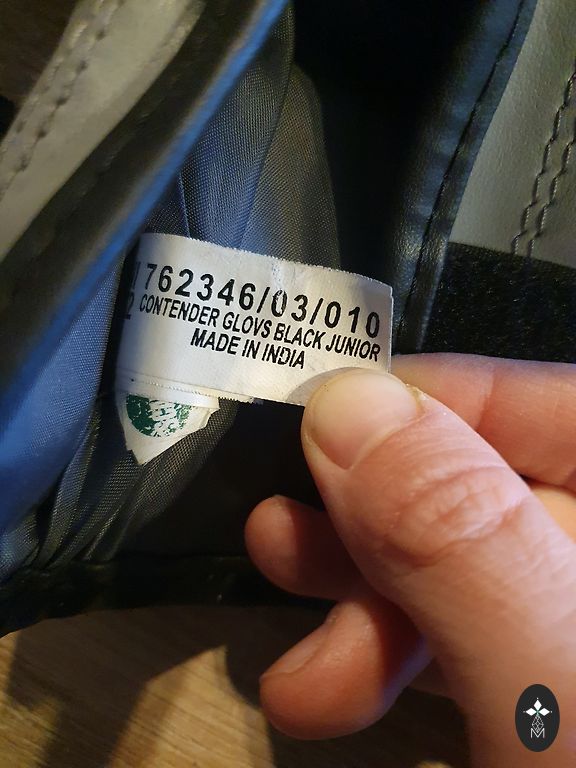 762346/03/010
CONTENDER GLOVS BLACK JUNIOR
MADE IN INDIA